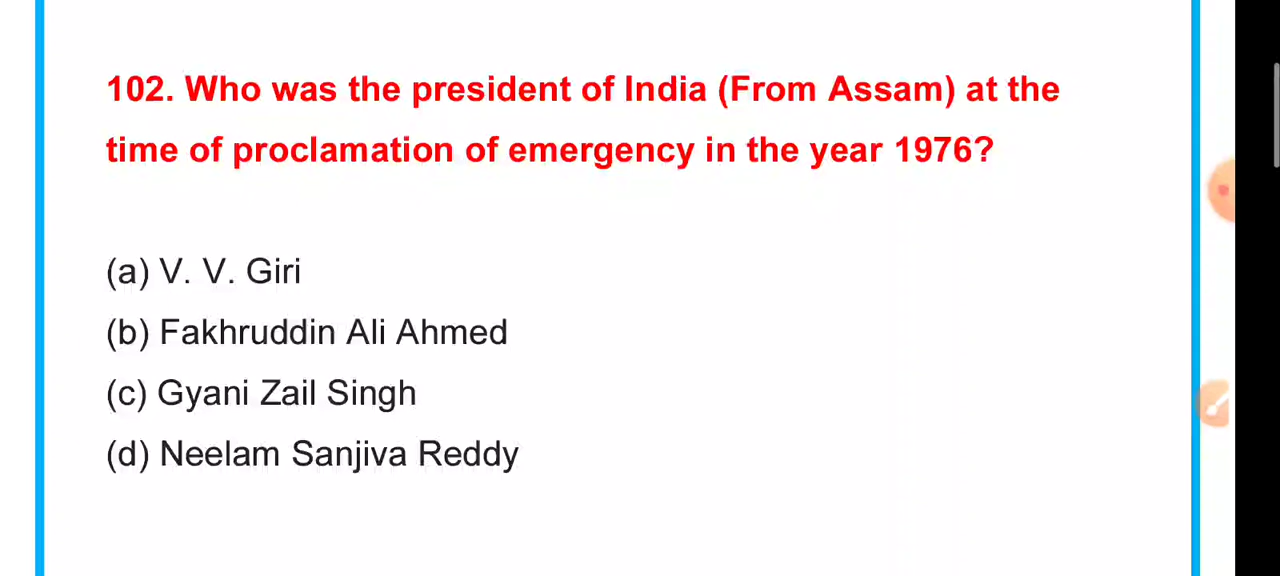 102. Who was the president of India (From Assam) at the
time of proclamation of emergency in the year 1976?
(a) V. V. Giri
(b) Fakhruddin Ali Ahmed
(c) Gyani Zail Singh
(d) Neelam Sanjiva Reddy